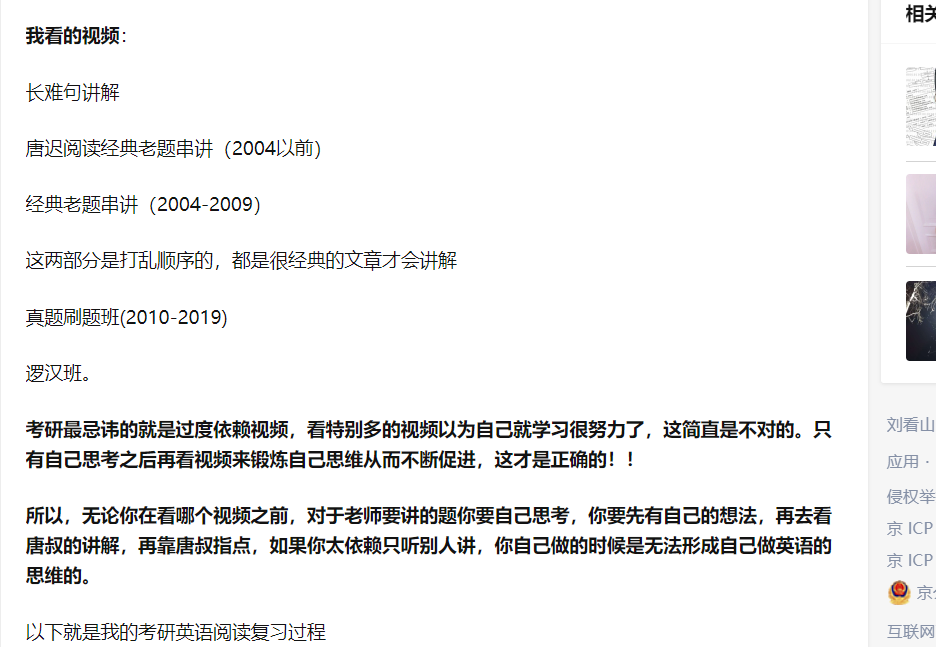 我看的视频：
长难句讲解
唐迟阅读经典老题串讲（2004以前）
经典老题串讲（2004-2009）
这两部分是打乱顺序的，都是很经典的文章才会讲解
真题刷题班(2010-2019)
逻汉班。
考研最忌讳的就是过度依赖视频，看特别多的视频以为自己就学习很努力了，这简直是不对的。只
有自己思考之后再看视频来锻炼自己思维从而不断促进，这才是正确的！！
所以，无论你在看哪个视频之前，对于老师要讲的题你要自己思考，你要先有自己的想法，再去看
唐叔的讲解，再靠唐叔指点，如果你太依赖只听别人讲，你自己做的时候是无法形成自己做英语的
思维的。
以下就是我的考研英语阅读复习过程
相关
刘看山
应用 ·
侵权举
京 ICP
京 ICP
京公
互联网